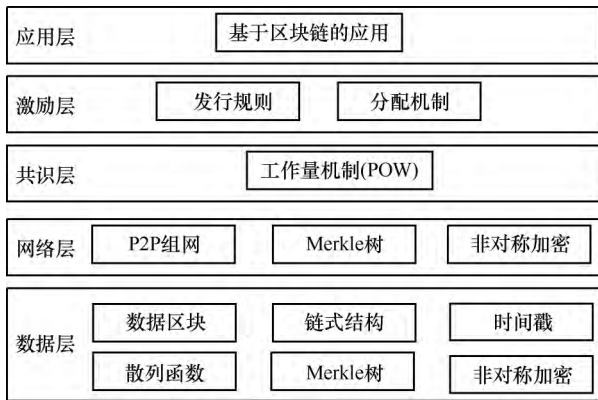 应用层 基于区块链的应用
激励层 发行规则 分配机制
共识层 工作量机制(POW)
网络层 P2P组网 Merkle树 非对称加密
数据层 数据区块 链式结构 时间戳
散列函数 Merkle树 非对称加密